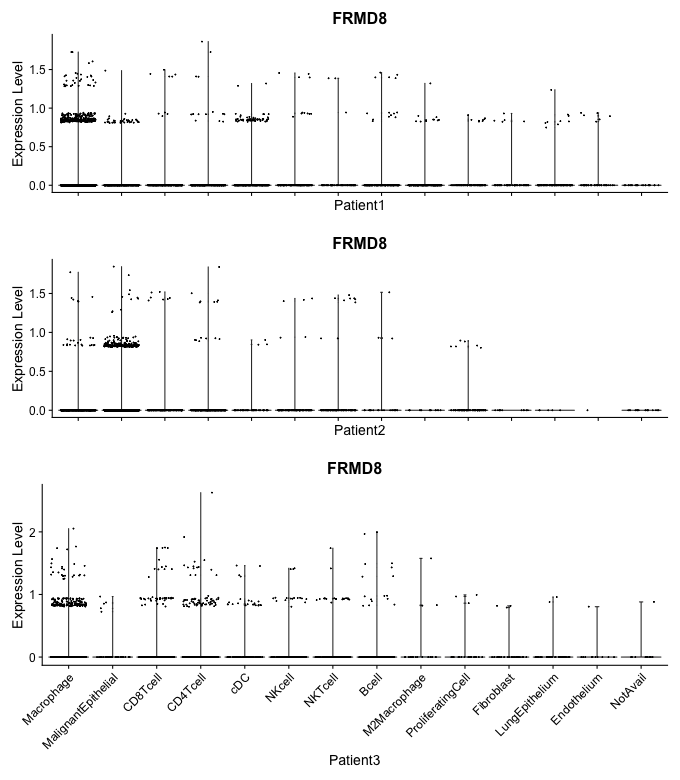 FRMD8
Expression Level
1.5
1.0
0.5
0.0
Patient1
FRMD8
Expression Level
1.5
1.0
0.5
0.0
Patient2
FRMD8
Expression Level
2
1
0
Macrophage
MalignantEpithelial
CD8Tcell
CD4Tcell
cDC
NKcell
NKTcell
Bcell
M2Macrophage
ProliferatingCell
Fibroblast
LungEpithelium
Endothelium
NotAvail
Patient3